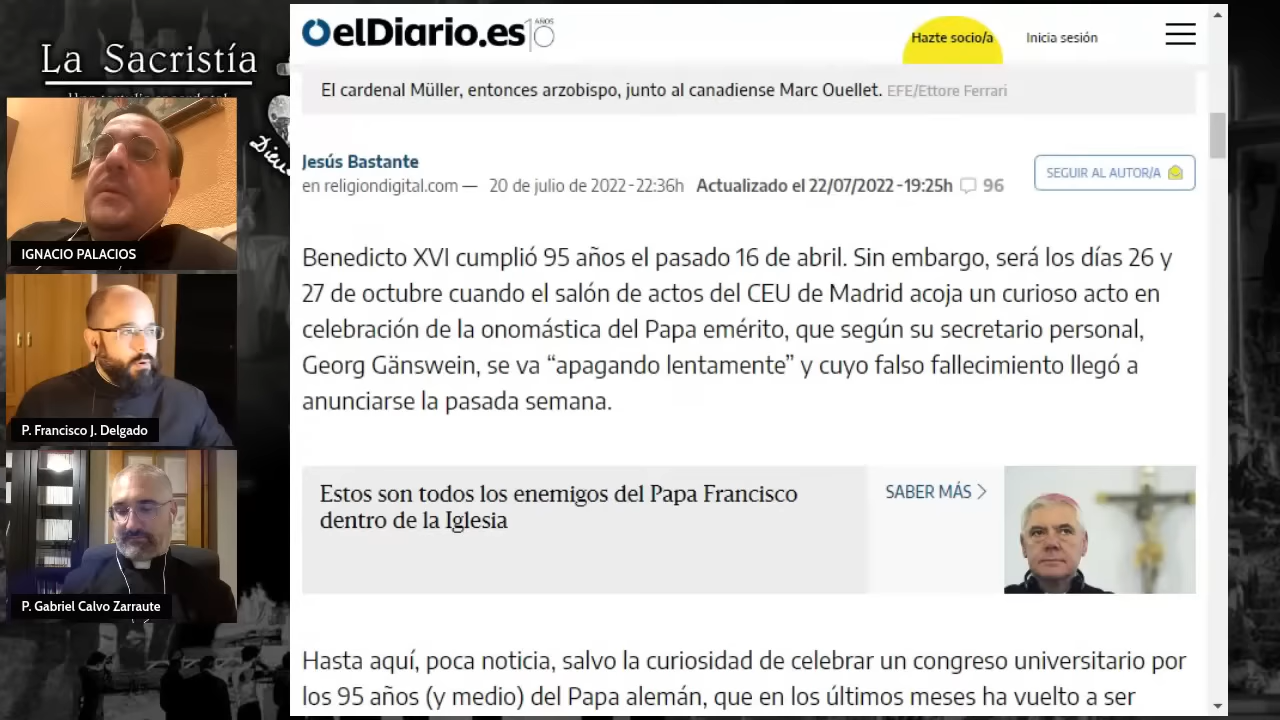 La Sacristía
IGNACIO PALACIOS
P. Francisco J. Delgado
P. Gabriel Calvo Zarraute
elDiario.es 10 AÑOS
Hazte socio/a
Inicia sesión
El cardenal Müller, entonces arzobispo, junto al canadiense Marc Ouellet. EFE/Ettore Ferrari
Jesús Bastante
en religiondigital.com — 20 de julio de 2022 - 22:36h Actualizado el 22/07/2022 - 19:25h 96
SEGUIR AL AUTOR/A
Benedicto XVI cumplió 95 años el pasado 16 de abril. Sin embargo, será los días 26 y
27 de octubre cuando el salón de actos del CEU de Madrid acoja un curioso acto en
celebración de la onomástica del Papa emérito, que según su secretario personal,
Georg Gänswein, se va “apagando lentamente” y cuyo falso fallecimiento llegó a
anunciarse la pasada semana.
Estos son todos los enemigos del Papa Francisco
dentro de la Iglesia
SABER MÁS
Hasta aquí, poca noticia, salvo la curiosidad de celebrar un congreso universitario por
los 95 años (y medio) del Papa alemán, que en los últimos meses ha vuelto a ser